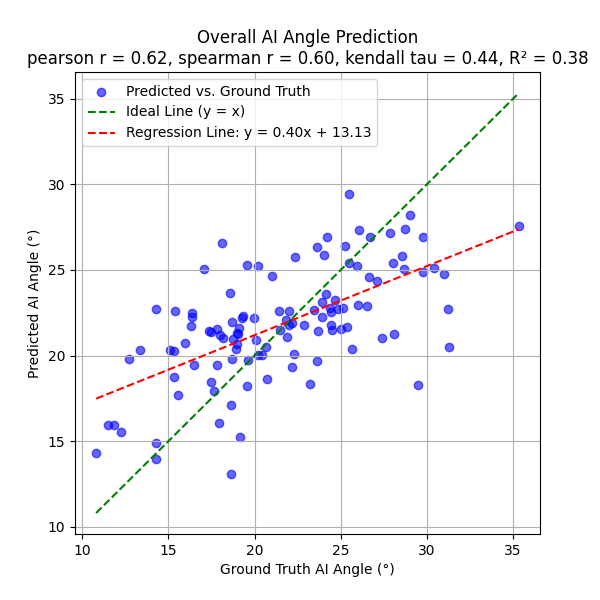 Overall AI Angle Prediction
pearson r = 0.62, spearman r = 0.60, kendall tau = 0.44, R² = 0.38
Predicted vs. Ground Truth
Ideal Line (y = x)
Regression Line: y = 0.40x + 13.13
35
30
25
20
15
10
Predicted AI Angle (°)
10 15 20 25 30 35
Ground Truth AI Angle (°)